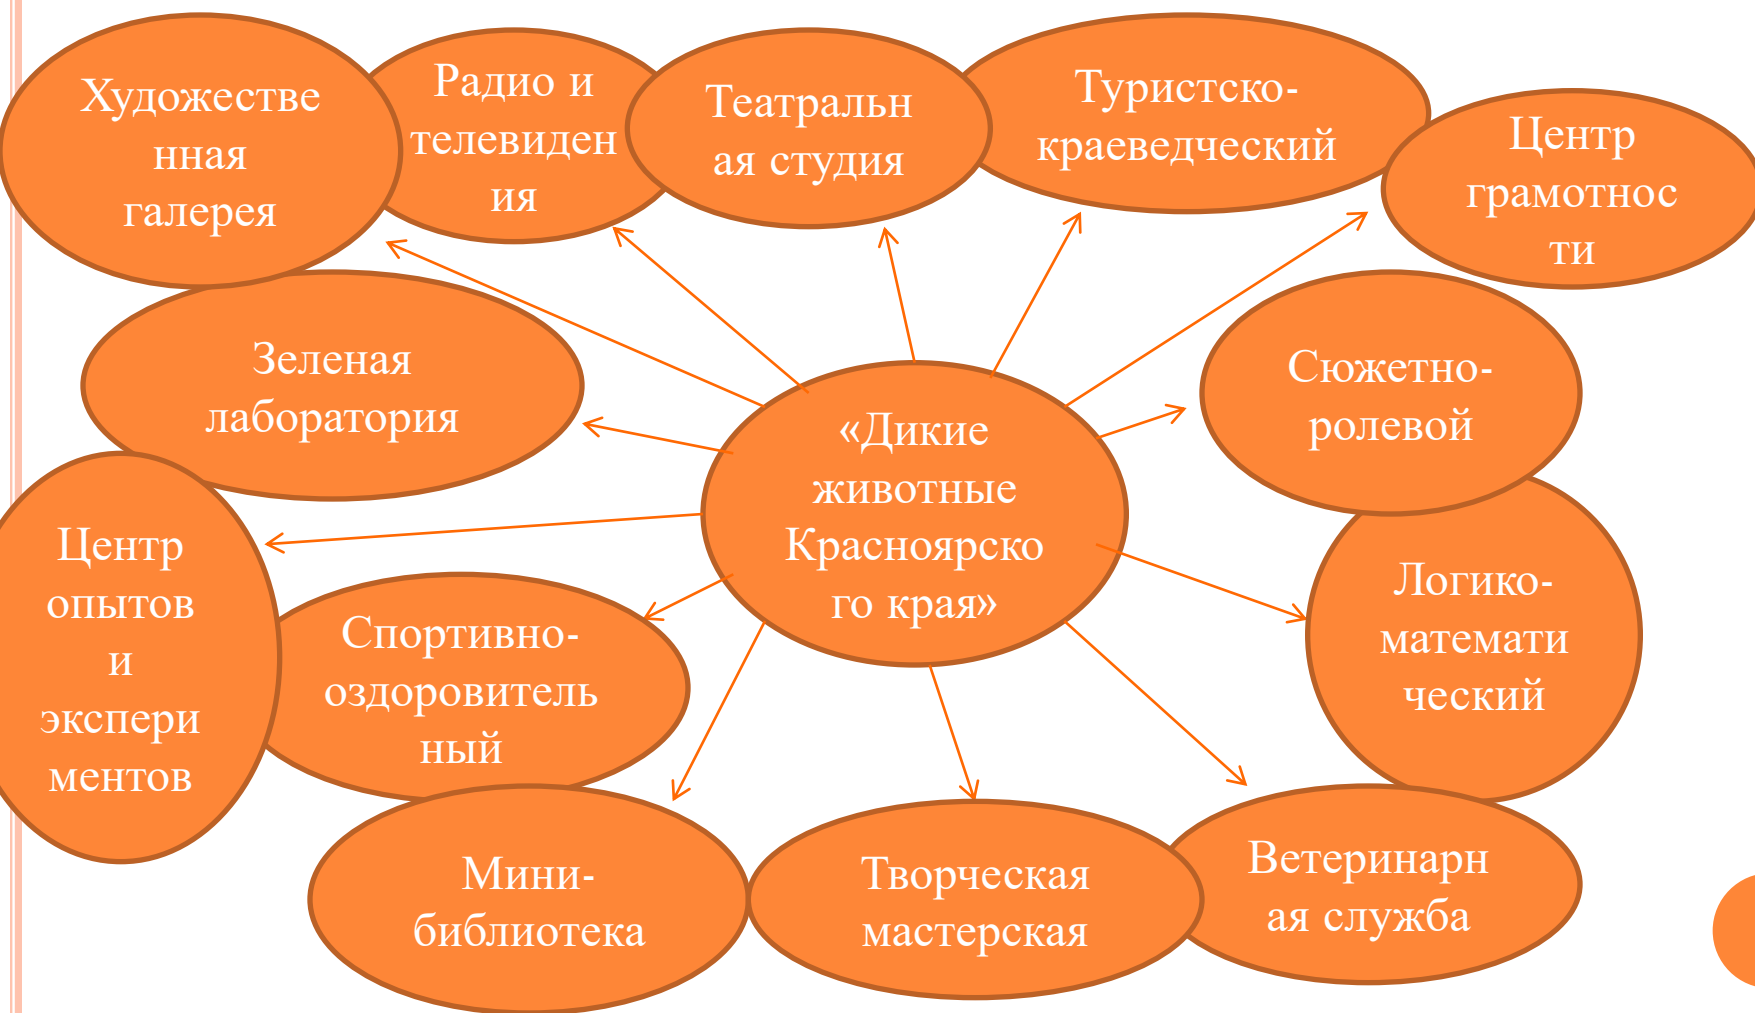 Художестве
нная
галерея
Радио и
телевиден
ия
Театральн
ая студия
Туристско-
краеведческий
Центр
грамотнос
ти
Зеленая
лаборатория
Сюжетно-
ролевой
«Дикие
животные
Красноярско
го края»
Центр
опытов
и
экспери
ментов
Спортивно-
оздоровитель
ный
Логико-
математи
ческий
Мини-
библиотека
Творческая
мастерская
Ветеринарн
ая служба